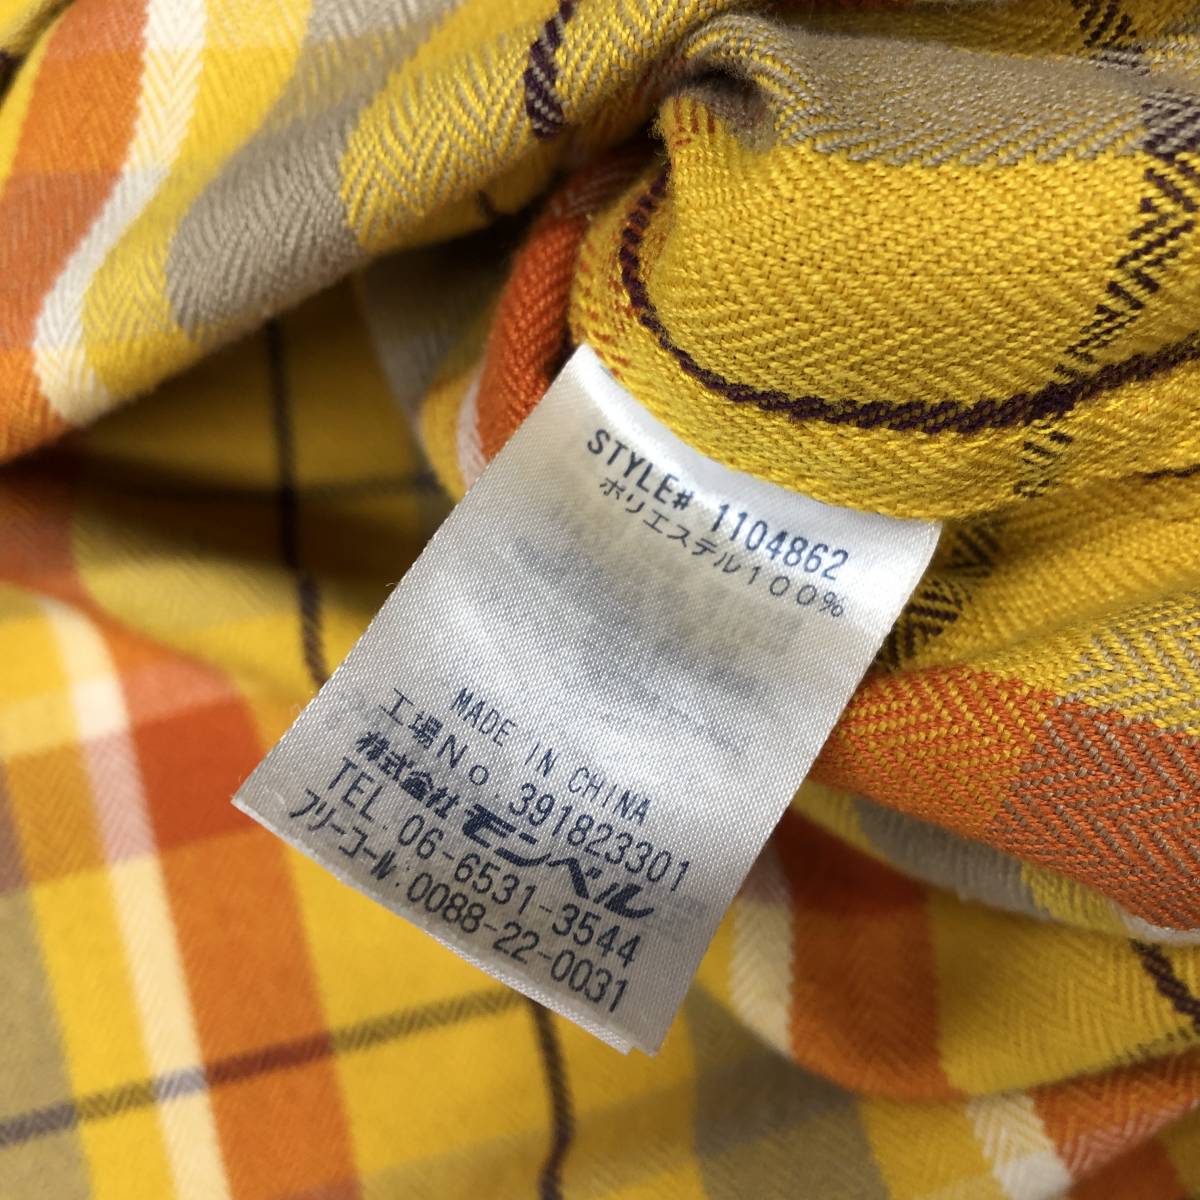 STYLE# 1104862
ポリエステル１００%
MADE IN CHINA
工場No.391823301
株式会社モンベル
TEL.06-6531-3544
フリーコール:0088-22-0031